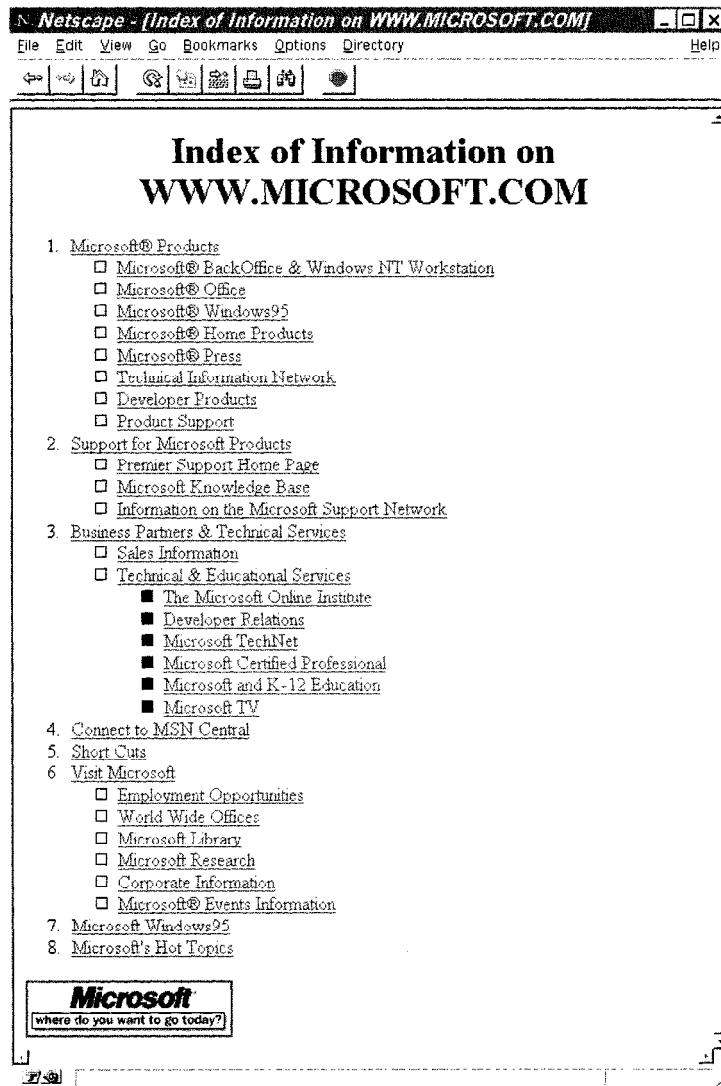 Netscape - [Index of Information on WWW.MICROSOFT.COM]
File Edit View Go Bookmarks Options Directory Help
Index of Information on
WWW.MICROSOFT.COM
1. Microsoft® Products
Microsoft® BackOffice & Windows NT Workstation
Microsoft® Office
Microsoft® Windows95
Microsoft® Home Products
Microsoft® Press
Technical Information Network
Developer Products
Product Support
2. Support for Microsoft Products
Premier Support Home Page
Microsoft Knowledge Base
Information on the Microsoft Support Network
3. Business Partners & Technical Services
Sales Information
Technical & Educational Services
The Microsoft Online Institute
Developer Relations
Microsoft TechNet
Microsoft Certified Professional
Microsoft and K-12 Education
Microsoft TV
4. Connect to MSN Central
5. Short Cuts
6 Visit Microsoft
Employment Opportunities
World Wide Offices
Microsoft Library
Microsoft Research
Corporate Information
Microsoft® Events Information
7. Microsoft Windows95
8. Microsoft's Hot Topics
Microsoft
where do you want to go today?